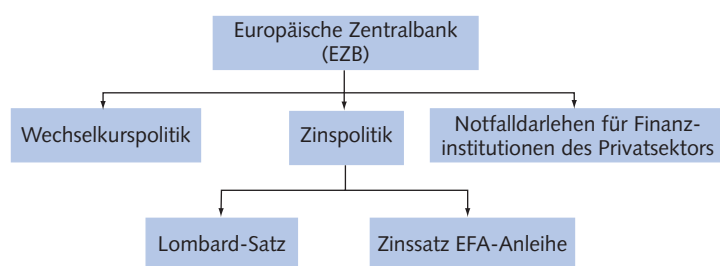 Europäische Zentralbank
(EZB)
Wechselkurspolitik
Zinspolitik
Notfalldarlehen für Finanz-
institutionen des Privatsektors
Lombard-Satz
Zinssatz EFA-Anleihe